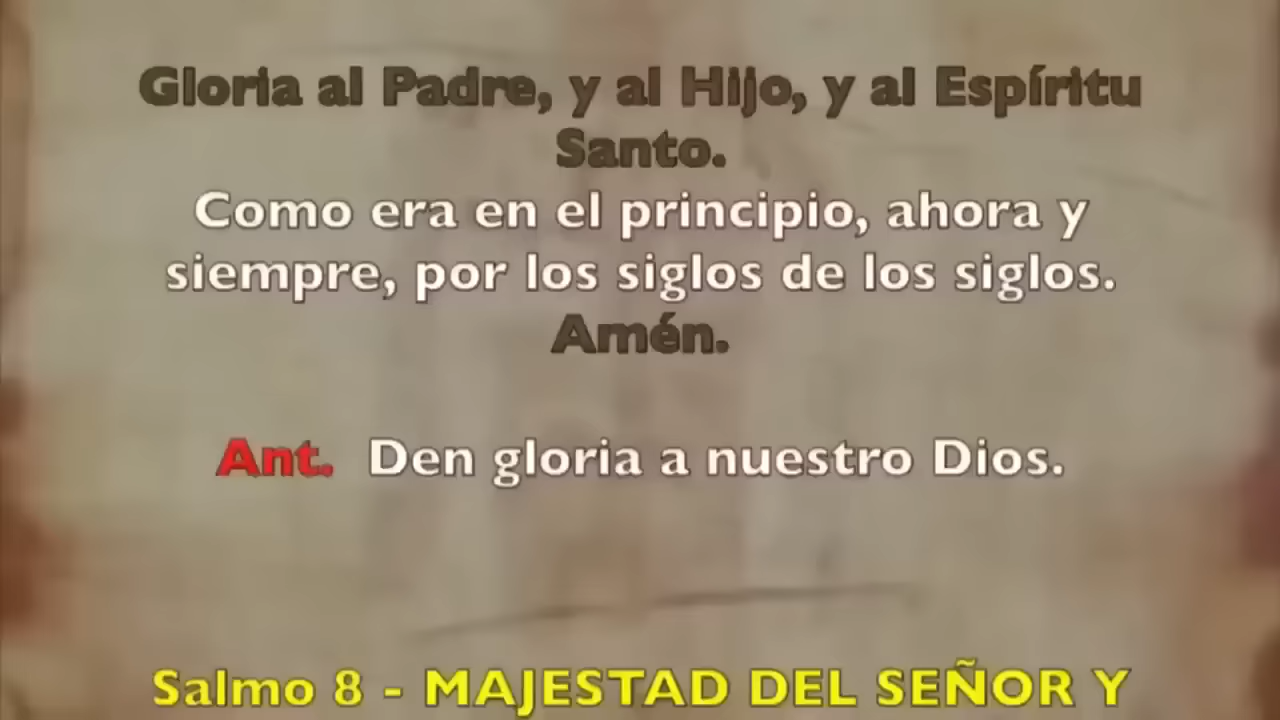 Gloria al Padre, y al Hijo, y al Espíritu
Santo.
Como era en el principio, ahora y
siempre, por los siglos de los siglos.
Amén.
Ant. Den gloria a nuestro Dios.
Salmo 8 - MAJESTAD DEL SEÑOR Y